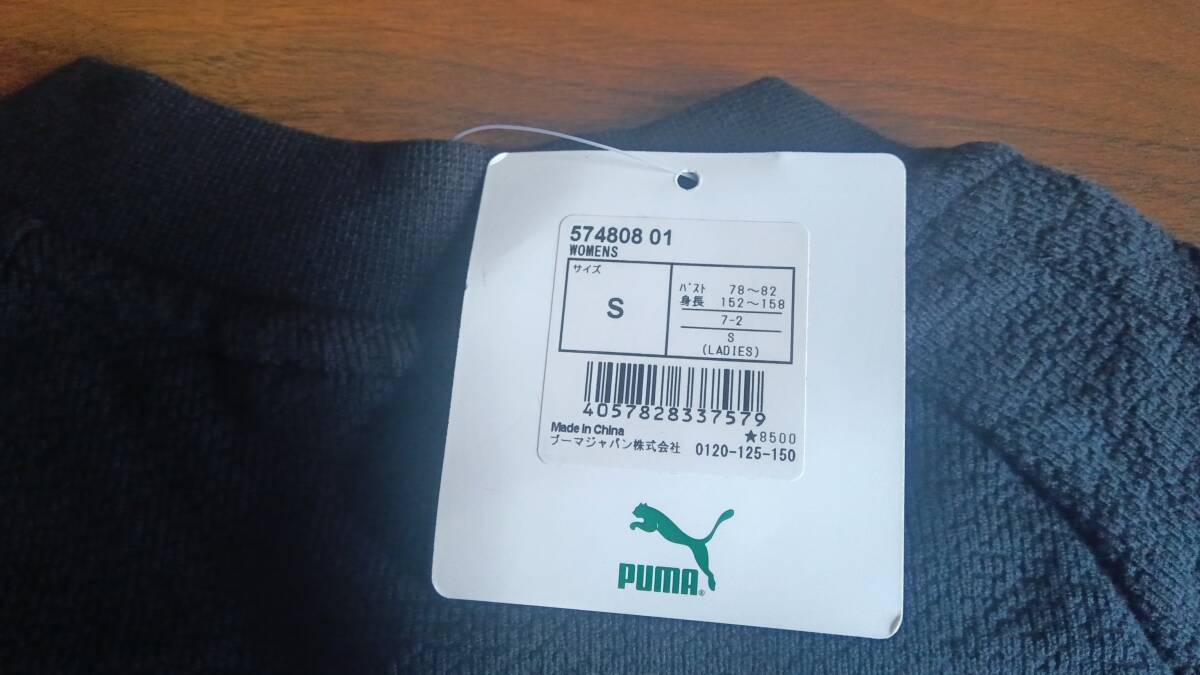 574808 01
WOMENS
サイズ
S
バスト 78～82
身長 152～158
7-2
S
(LADIES)
4057828337579
Made in China
★8500
プーマジャパン株式会社 0120-125-150
PUMA®